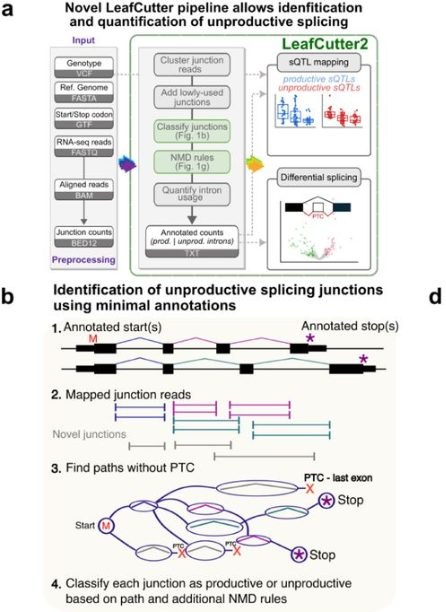 a
Novel LeafCutter pipeline allows idenfitication
and quantification of unproductive splicing
Input
LeafCutter2
Genotype
VCF
Ref. Genome
FASTA
Start/Stop codon
GTF
RNA-seq reads
FASTQ
Aligned reads
BAM
Junction counts
BED12
Preprocessing
Cluster junction
reads
Add lowly-used
junctions
Classify junctions
(Fig. 1b)
NMD rules
(Fig. 1g)
Quantify intron
usage
Annotated counts
(prod. | unprod. introns)
TXT
sQTL mapping
productive sQTLs
unproductive sQTLs
Differential splicing
PTC
b
Identification of unproductive splicing junctions
using minimal annotations
d
1. Annotated start(s)
Annotated stop(s)
M
*
*
2. Mapped junction reads
Novel junctions
3. Find paths without PTC
PTC - last exon
X
Start
M
* Stop
PTC
X
PTC
X
* Stop
4. Classify each junction as productive or unproductive
based on path and additional NMD rules